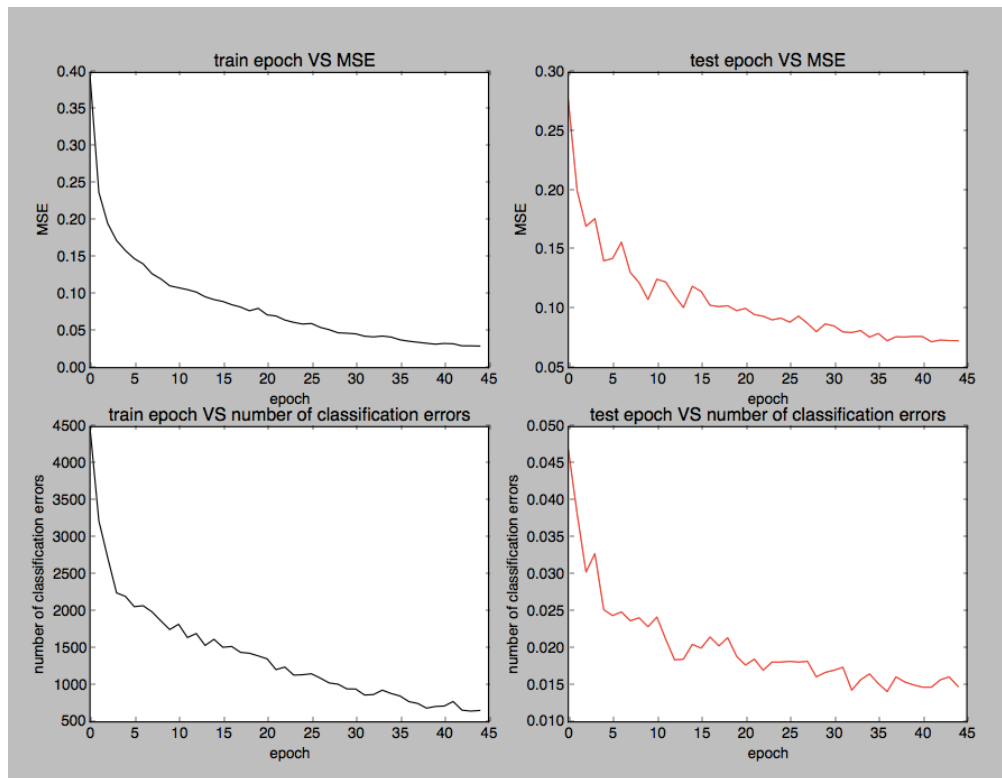 train epoch VS MSE
0.40
0.35
0.30
0.25
0.20
0.15
0.10
0.05
0.00
MSE
0 5 10 15 20 25 30 35 40 45
epoch
test epoch VS MSE
0.30
0.25
0.20
0.15
0.10
0.05
MSE
0 5 10 15 20 25 30 35 40 45
epoch
train epoch VS number of classification errors
4500
4000
3500
3000
2500
2000
1500
1000
500
number of classification errors
0 5 10 15 20 25 30 35 40 45
epoch
test epoch VS number of classification errors
0.050
0.045
0.040
0.035
0.030
0.025
0.020
0.015
0.010
number of classification errors
0 5 10 15 20 25 30 35 40 45
epoch